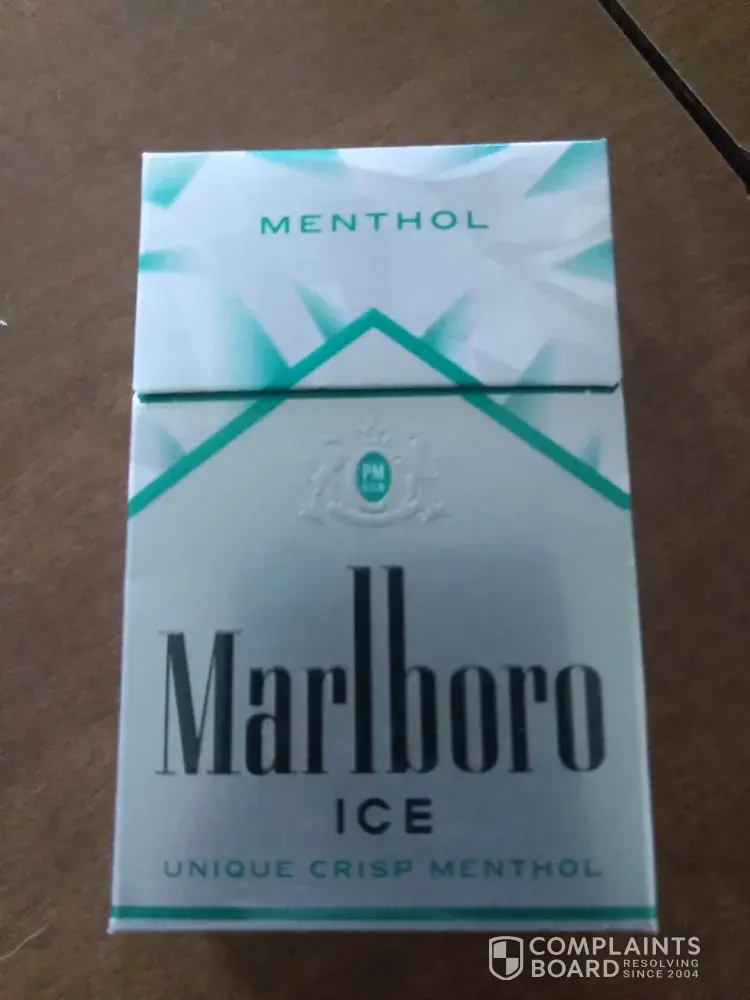 MENTHOL
PM
Marlboro
ICE
UNIQUE CRISP MENTHOL
COMPLAINTS
BOARD RESOLVING
SINCE 2004